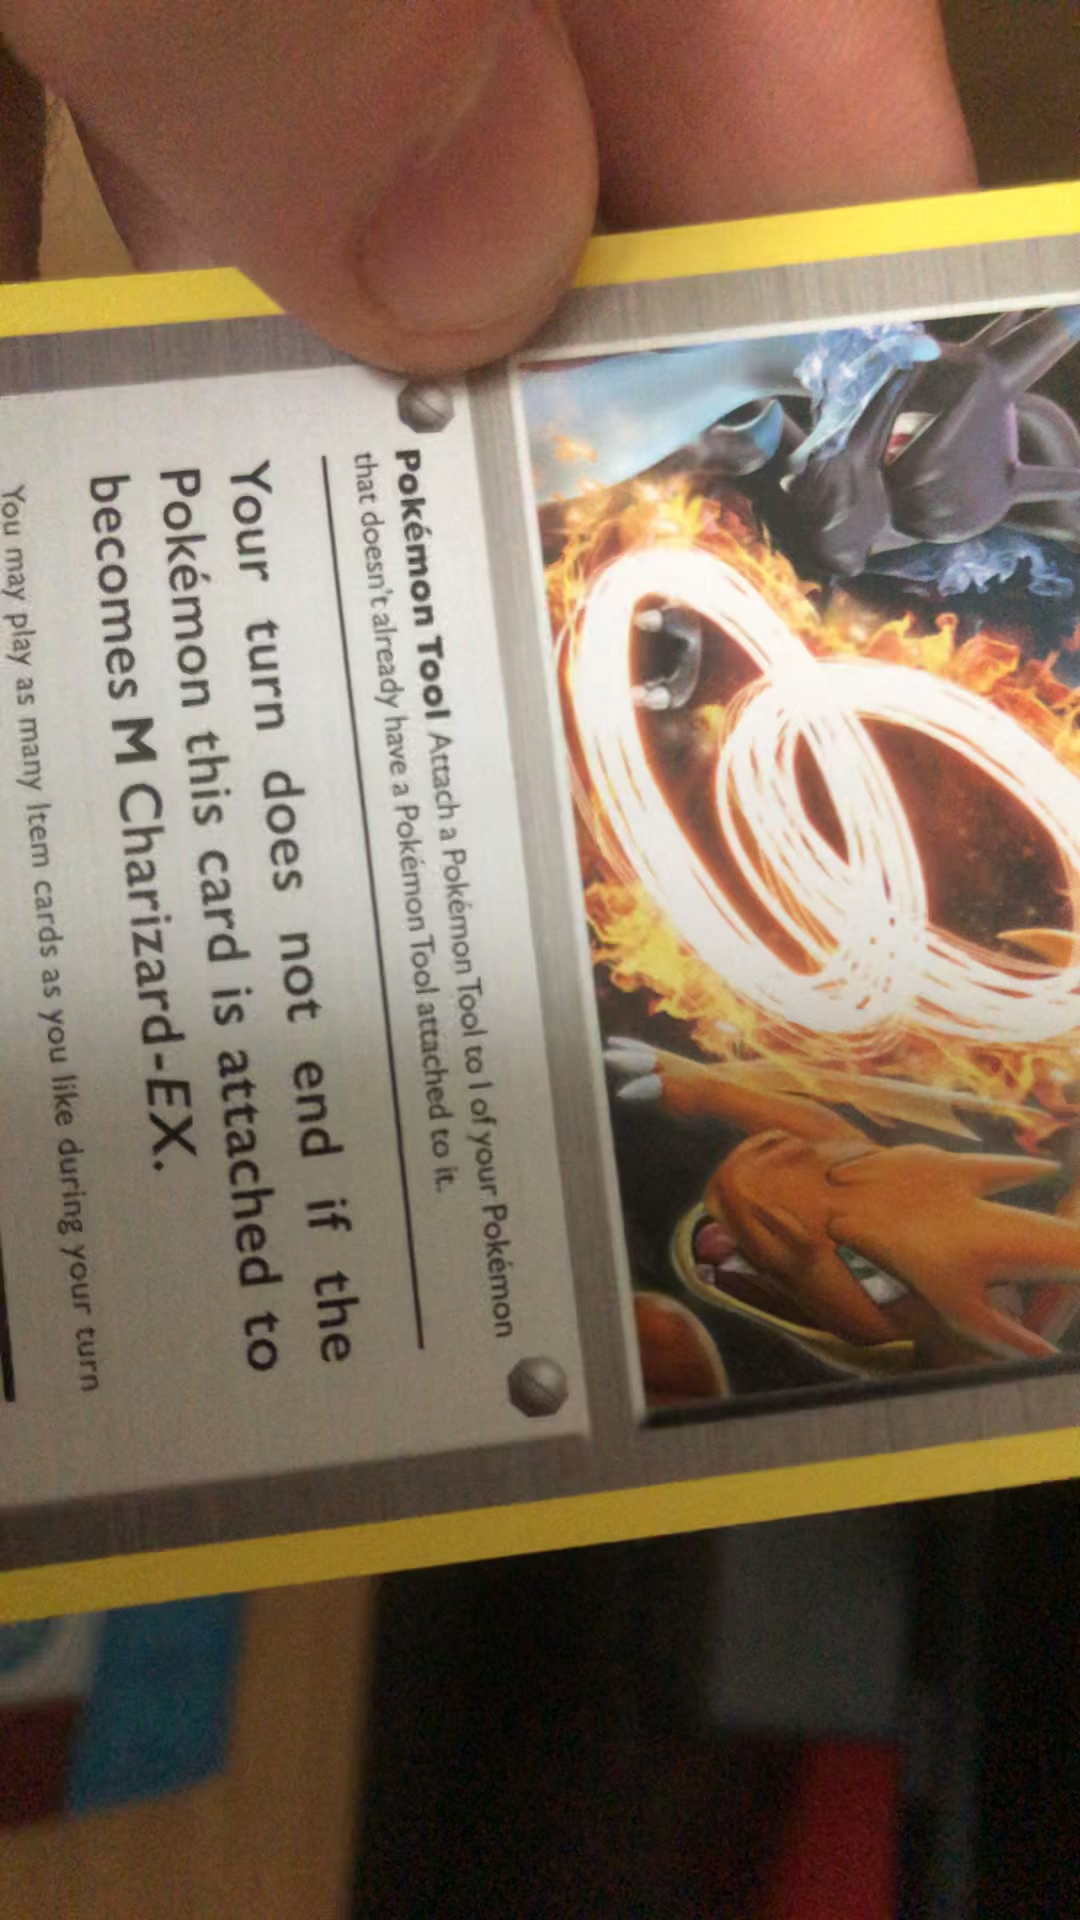 Pokémon Tool Attach a Pokémon Tool to 1 of your Pokémon
that doesn't already have a Pokémon Tool attached to it.
Your turn does not end if the
Pokémon this card is attached to
becomes M Charizard-EX.
You may play as many Item cards as you like during your turn